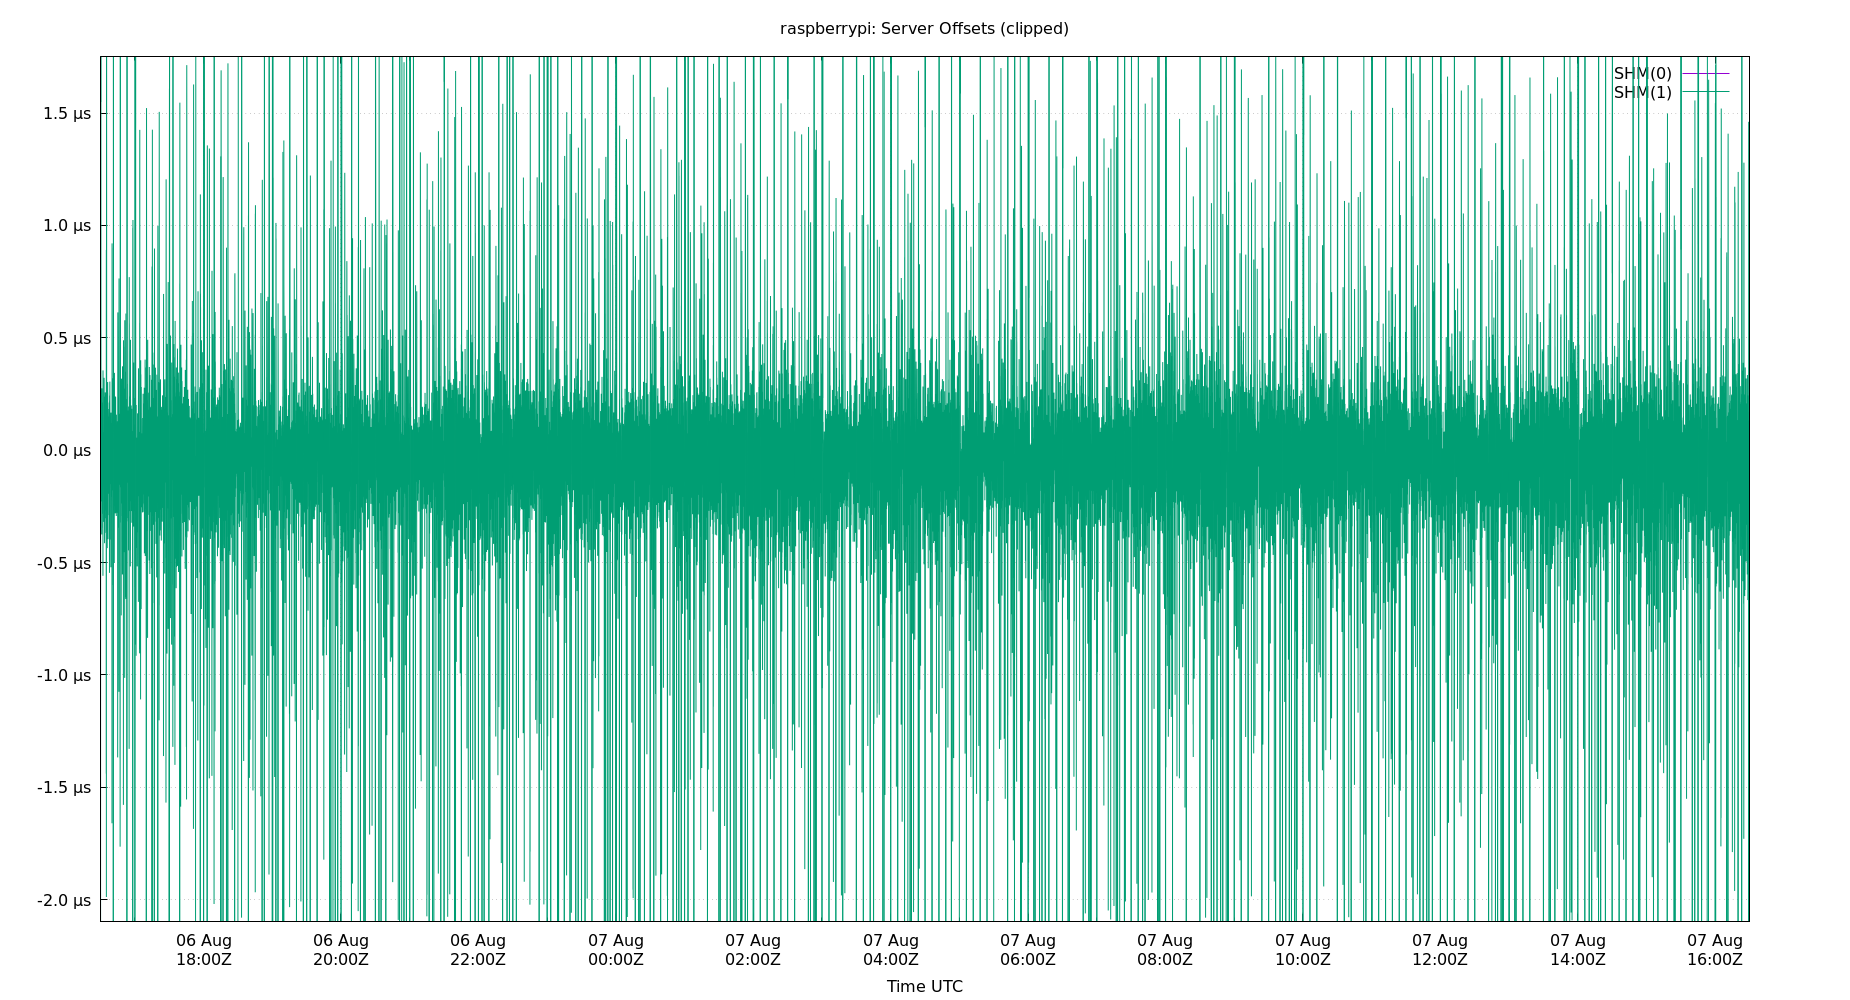 raspberrypi: Server Offsets (clipped)
SHM(0)
SHM(1)
1.5 µs
1.0 µs
0.5 µs
0.0 µs
-0.5 µs
-1.0 µs
-1.5 µs
-2.0 µs
06 Aug 06 Aug 06 Aug 07 Aug 07 Aug 07 Aug 07 Aug 07 Aug 07 Aug 07 Aug 07 Aug 07 Aug
18:00Z 20:00Z 22:00Z 00:00Z 02:00Z 04:00Z 06:00Z 08:00Z 10:00Z 12:00Z 14:00Z 16:00Z
Time UTC